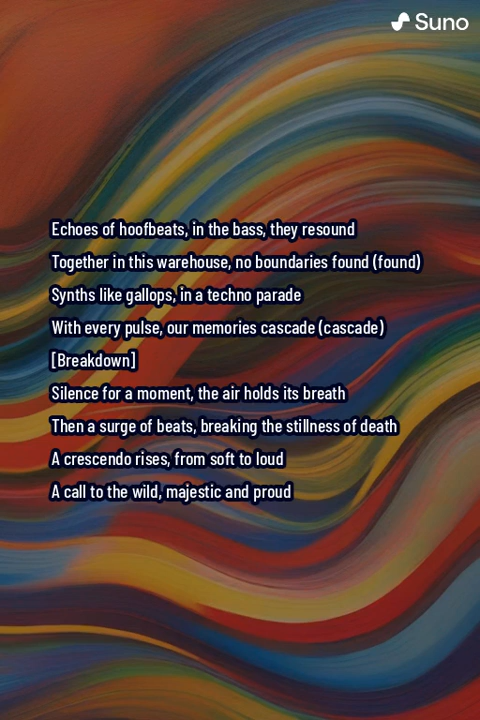 Suno
Echoes of hoofbeats, in the bass, they resound
Together in this warehouse, no boundaries found (found)
Synths like gallops, in a techno parade
With every pulse, our memories cascade (cascade)
[Breakdown]
Silence for a moment, the air holds its breath
Then a surge of beats, breaking the stillness of death
A crescendo rises, from soft to loud
A call to the wild, majestic and proud